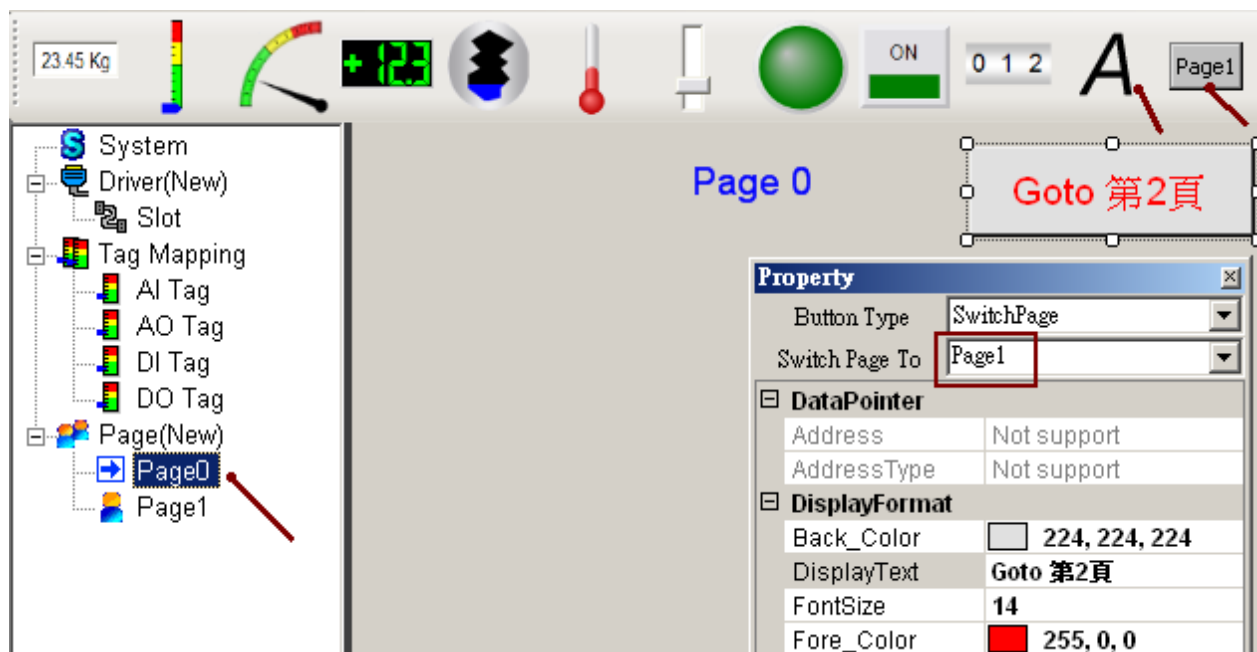 23.45 Kg
+12.3
ON
0 1 2
A
Page1
System
Driver(New)
Slot
Tag Mapping
AI Tag
AO Tag
DI Tag
DO Tag
Page(New)
Page0
Page1
Page 0
Goto 第2頁
Property
Button Type SwitchPage
Switch Page To Page1
DataPointer
Address Not support
AddressType Not support
DisplayFormat
Back_Color 224, 224, 224
DisplayText Goto 第2頁
FontSize 14
Fore_Color 255, 0, 0